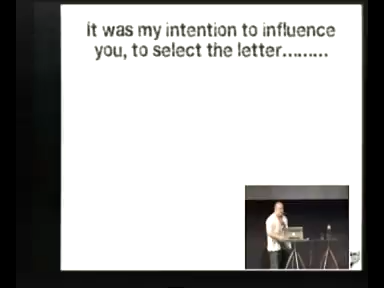 It was my intention to influence
you, to select the letter.........